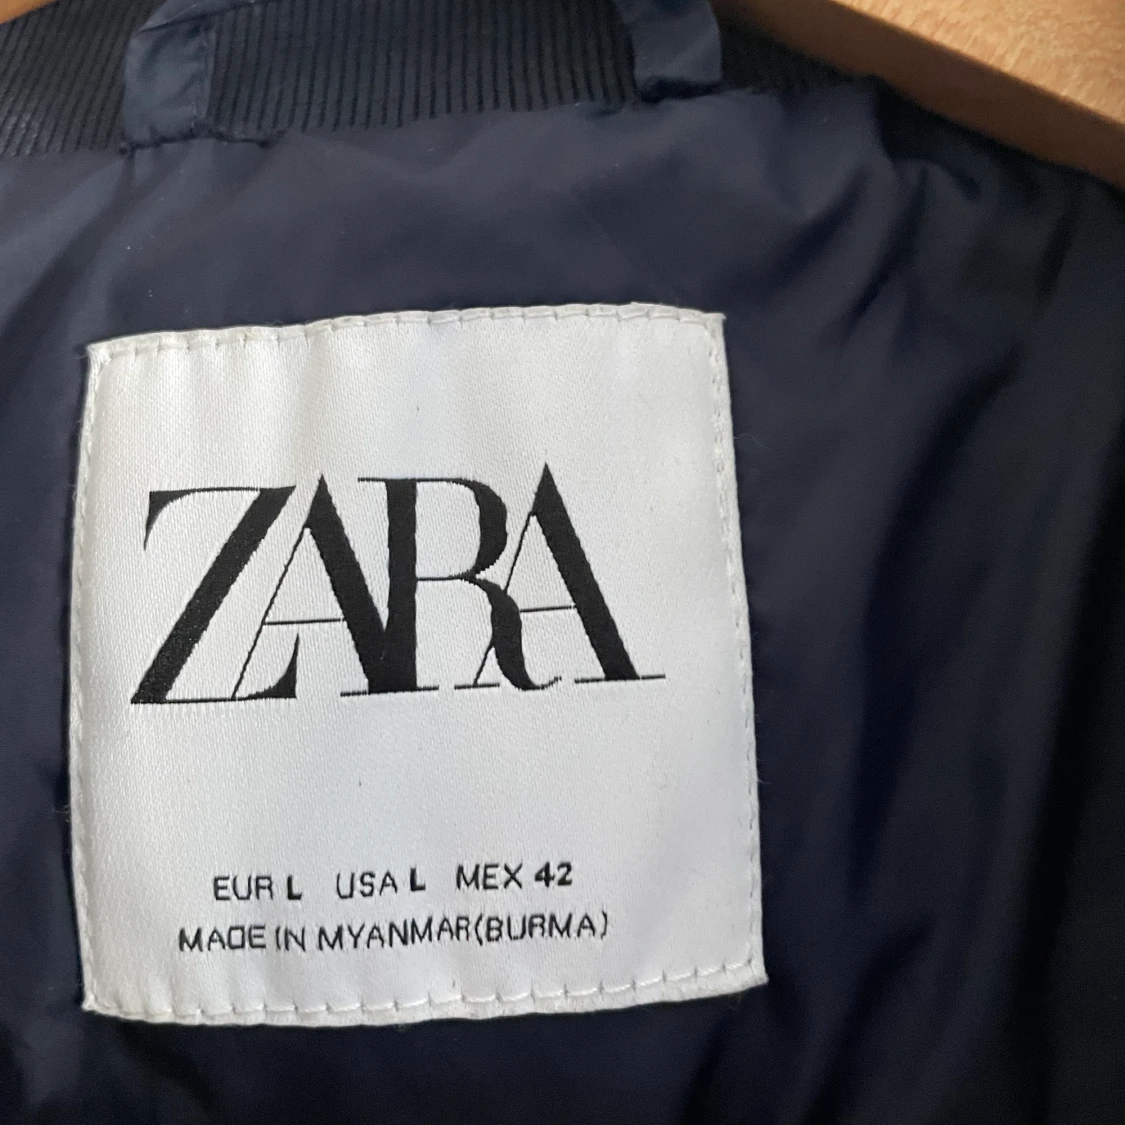 ZARA
EUR L USA L MEX 42
MADE IN MYANMAR(BURMA)